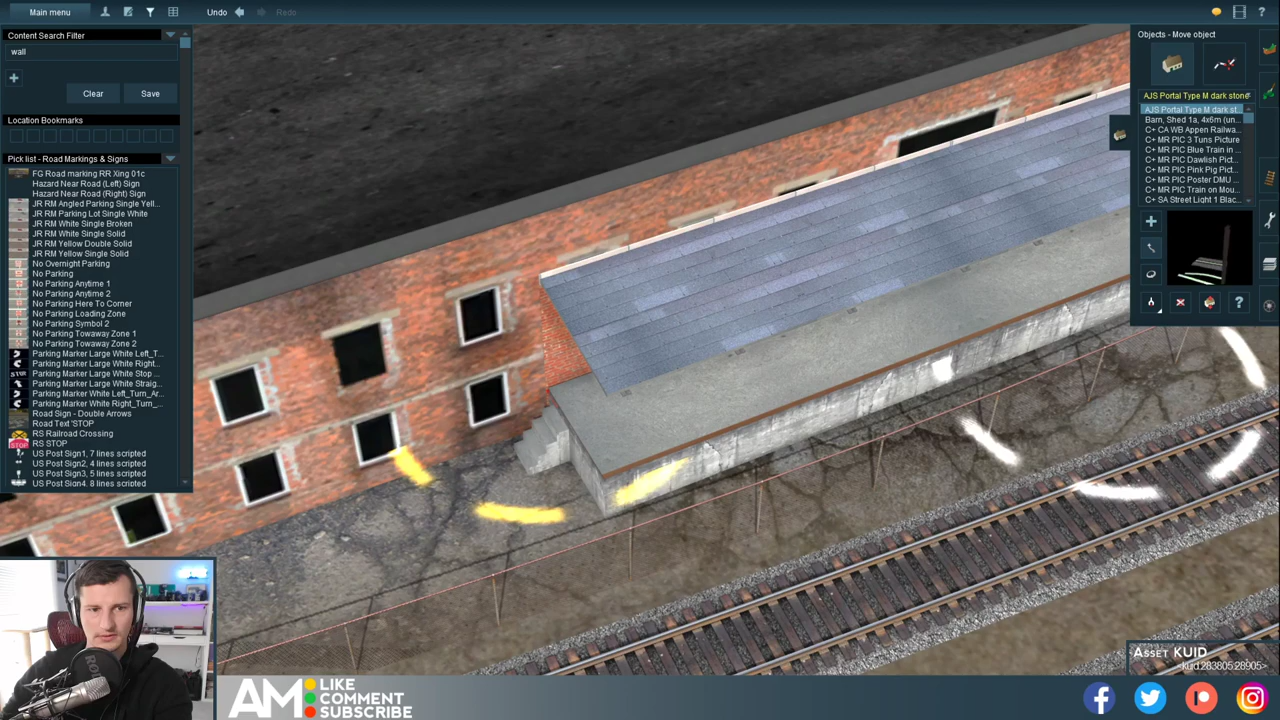 Main menu
Undo
Redo
?
Content Search Filter
wall
Clear
Save
Location Bookmarks
Pick list - Road Markings & Signs
FG Road marking RR Xing 01c
Hazard Near Road (Left) Sign
Hazard Near Road (Right) Sign
JR RM Angled Parking Single Yell...
JR RM Parking Lot Single White
JR RM White Single Broken
JR RM White Single Solid
JR RM Yellow Double Solid
JR RM Yellow Single Solid
No Overnight Parking
No Parking
No Parking Anytime 1
No Parking Anytime 2
No Parking Here To Corner
No Parking Loading Zone
No Parking Symbol 2
No Parking Towaway Zone 1
No Parking Towaway Zone 2
Parking Marker Large White Left_T...
Parking Marker Large White Right...
Parking Marker Large White Stop ...
Parking Marker Large White Straig...
Parking Marker White Left_Turn_Ar...
Parking Marker White Right_Turn_...
Road Sign - Double Arrows
Road Text 'STOP'
RS Railroad Crossing
RS STOP
US Post Sign1, 7 lines scripted
US Post Sign2, 4 lines scripted
US Post Sign3, 5 lines scripted
US Post Sign4, 8 lines scripted
Objects - Move object
AJS Portal Type M dark stone
AJS Portal Type M dark st...
Barn, Shed 1a, 4x6m (un...
C+ CA WB Appen Railwa...
C+ MR PIC 3 Tuns Picture
C+ MR PIC Blue Train in ...
C+ MR PIC Dawlish Pict...
C+ MR PIC Pink Pig Pict...
C+ MR PIC Poster DMU ...
C+ MR PIC Train on Mou...
C+ SA Street Light 1 Blac...
?
Asset KUID
<kuid:283805:28905>
RODE
AM
LIKE
COMMENT
SUBSCRIBE